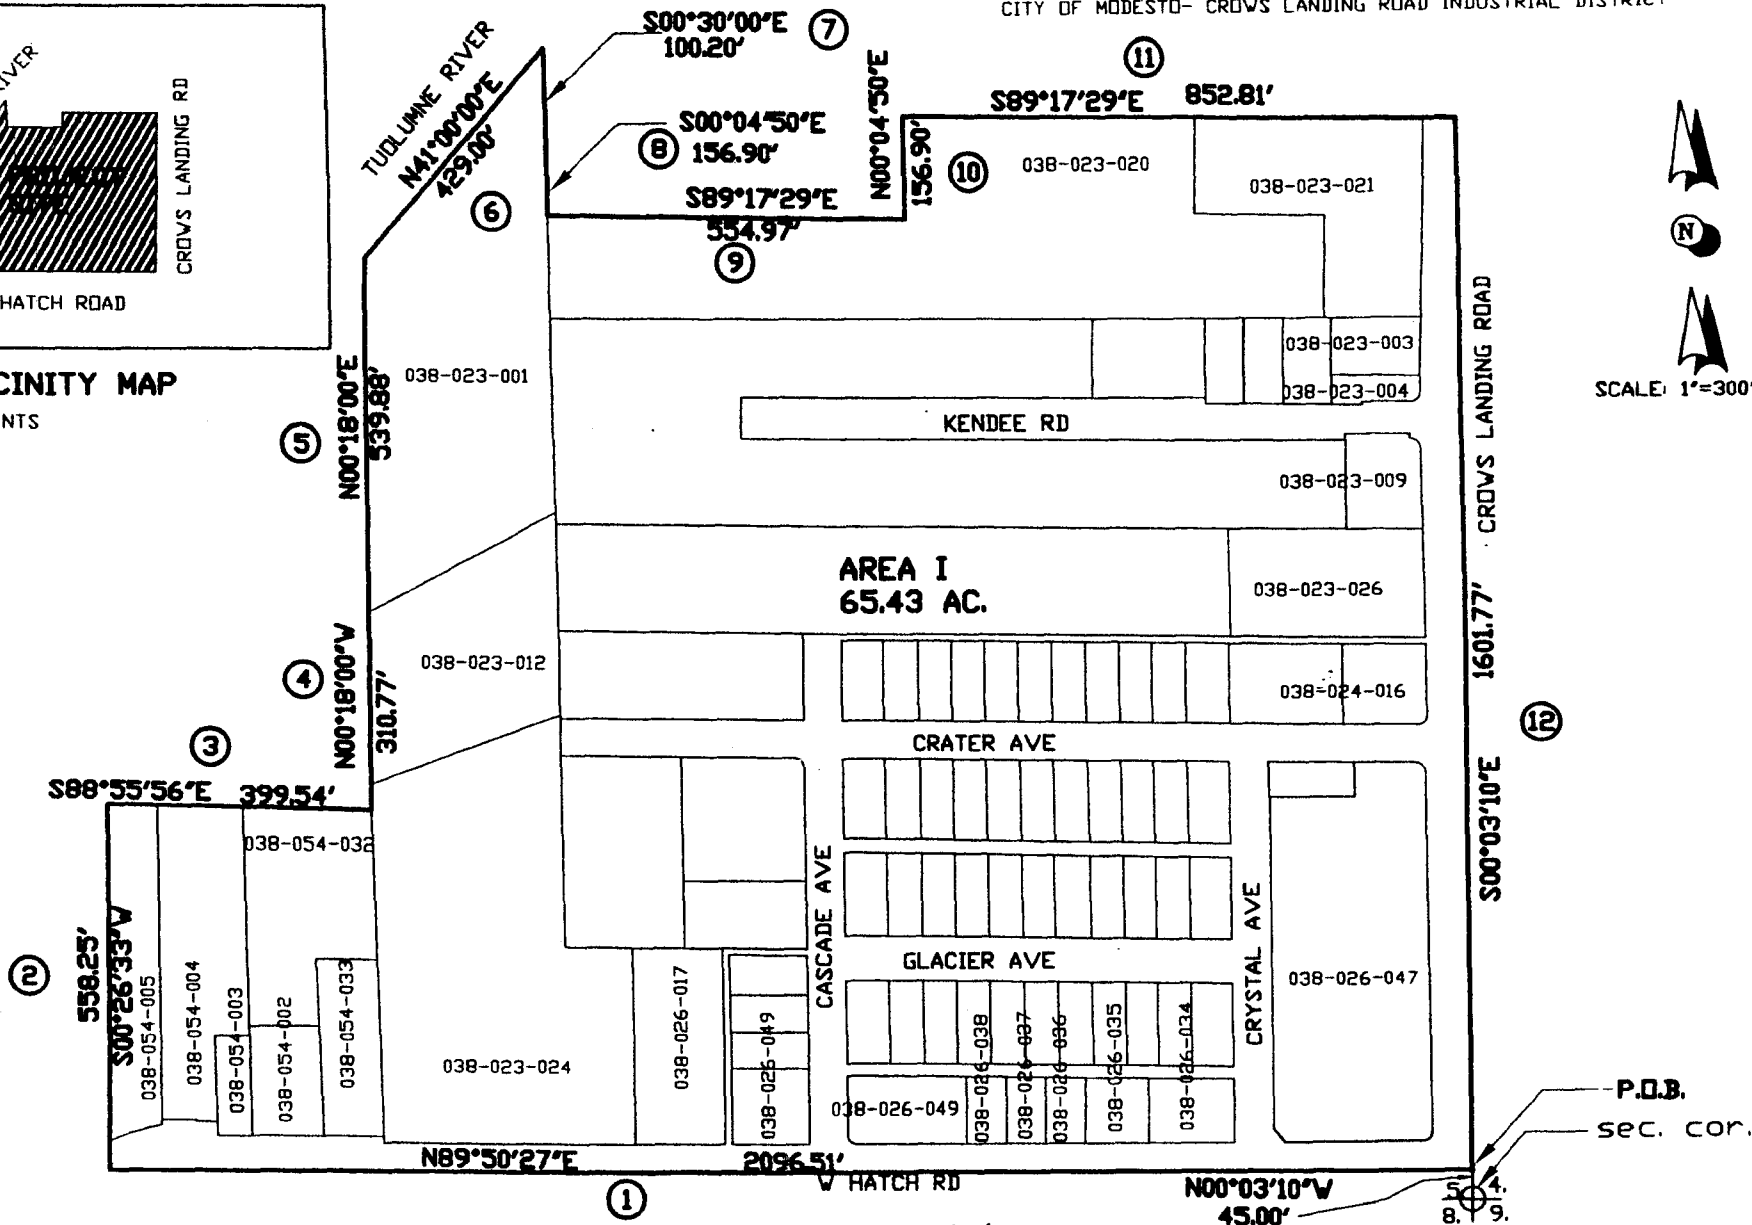 CITY OF MODESTO- CROWS LANDING ROAD INDUSTRIAL DISTRICT
RIVER
CROWS LANDING RD
HATCH ROAD
CINITY MAP
NTS
TUOLUMNE RIVER
N41°00'00"E
429.00'
6
S00°30'00"E
100.20'
7
S00°04'50"E
156.90'
8
S89°17'29"E
554.97'
9
N00°04'50"E
156.90'
10
11
S89°17'29"E 852.81'
038-023-020
038-023-021
N
SCALE: 1"=300'
038-023-001
038-023-003
038-023-004
KENDEE RD
038-023-009
CROWS LANDING ROAD
N00°18'00"E
539.88'
5
AREA I
65.43 AC.
038-023-026
038-023-012
038-024-016
1601.77'
S00°03'10"E
12
N00°18'00"W
310.77'
4
3
S88°55'56"E 399.54'
CRATER AVE
038-054-032
CASCADE AVE
CRYSTAL AVE
GLACIER AVE
038-026-047
2
558.25'
S00°26'33"W
038-054-005
038-054-004
038-054-003
038-054-002
038-054-033
038-023-024
038-026-017
038-026-049
038-026-049
038-026-038
038-026-037
038-026-036
038-026-035
038-026-034
P.O.B.
sec. cor.
N89°50'27"E 2096.51'
W HATCH RD
1
N00°03'10"W
45.00'
5. 4.
8. 9.